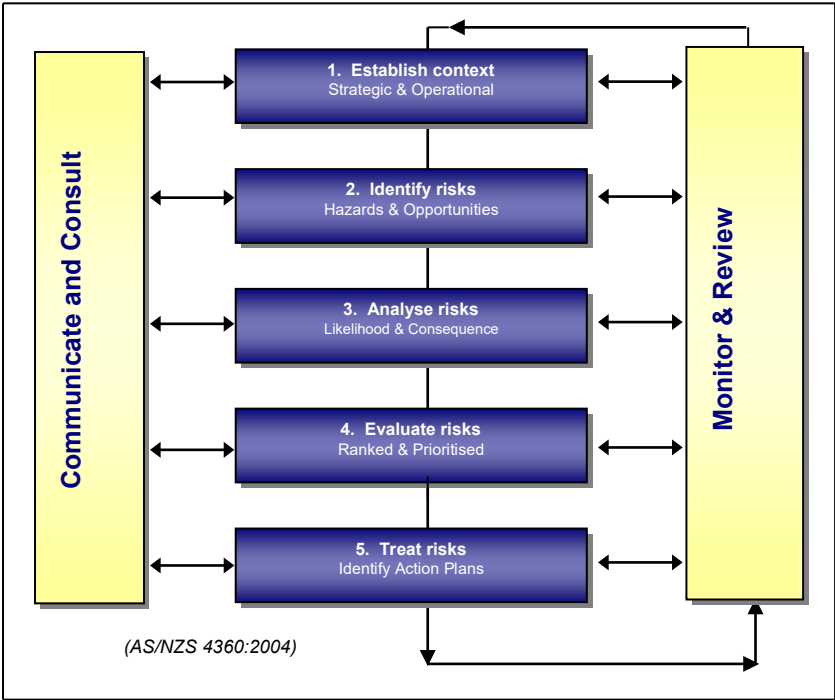 Communicate and Consult
1. Establish context
Strategic & Operational
2. Identify risks
Hazards & Opportunities
3. Analyse risks
Likelihood & Consequence
4. Evaluate risks
Ranked & Prioritised
5. Treat risks
Identify Action Plans
Monitor & Review
(AS/NZS 4360:2004)